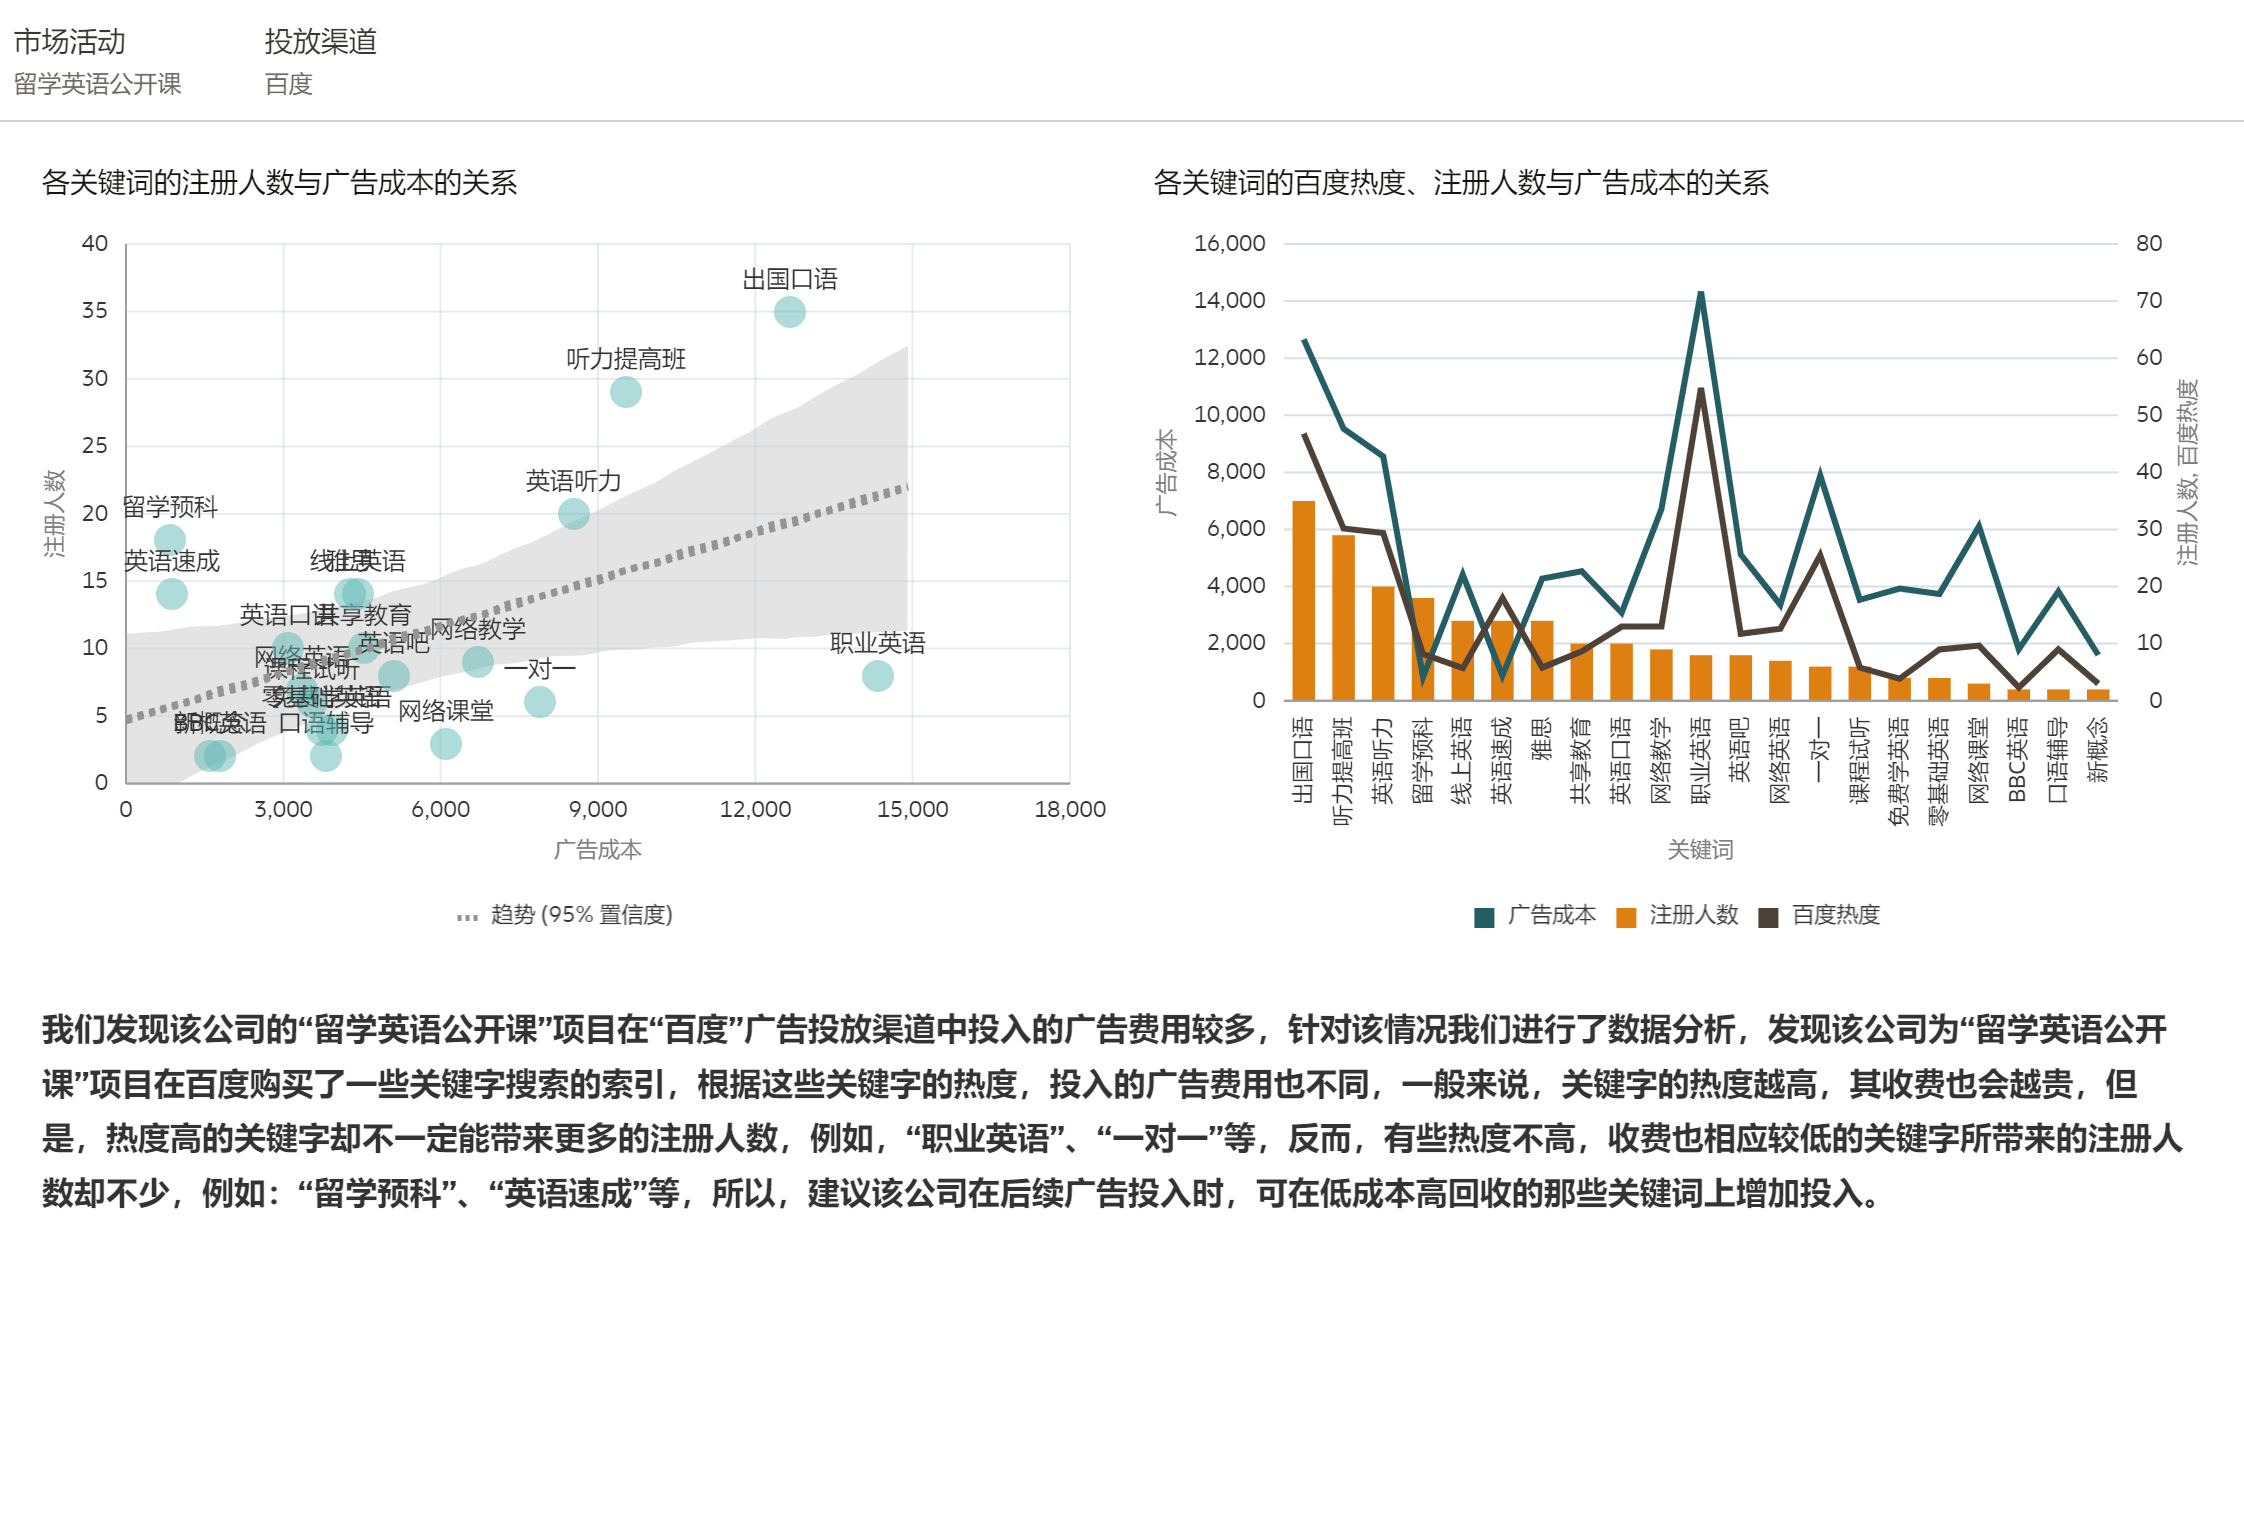 市场活动
投放渠道
留学英语公开课
百度
各关键词的注册人数与广告成本的关系
40
35
30
25
20
15
10
5
0
注册人数
出国口语
听力提高班
英语听力
留学预科
英语速成
线上英语
雅思
英语口语
共享教育
英语吧
网络教学
网络英语
课程试听
一对一
职业英语
零基础英语
免费学英语
网络课堂
新概念
BBC英语
口语辅导
0
3,000
6,000
9,000
12,000
15,000
18,000
广告成本
趋势 (95% 置信度)
各关键词的百度热度、注册人数与广告成本的关系
16,000
14,000
12,000
10,000
8,000
6,000
4,000
2,000
0
广告成本
80
70
60
50
40
30
20
10
0
注册人数, 百度热度
出国口语
听力提高班
英语听力
留学预科
线上英语
英语速成
雅思
共享教育
英语口语
网络教学
职业英语
英语吧
网络英语
一对一
课程试听
免费学英语
零基础英语
网络课堂
BBC英语
口语辅导
新概念
关键词
广告成本
注册人数
百度热度
我们发现该公司的“留学英语公开课”项目在“百度”广告投放渠道中投入的广告费用较多，针对该情况我们进行了数据分析，发现该公司为“留学英语公开
课”项目在百度购买了一些关键字搜索的索引，根据这些关键字的热度，投入的广告费用也不同，一般来说，关键字的热度越高，其收费也会越贵，但
是，热度高的关键字却不一定能带来更多的注册人数，例如，“职业英语”、“一对一”等，反而，有些热度不高，收费也相应较低的关键字所带来的注册人
数却不少，例如：“留学预科”、“英语速成”等，所以，建议该公司在后续广告投入时，可在低成本高回收的那些关键词上增加投入。